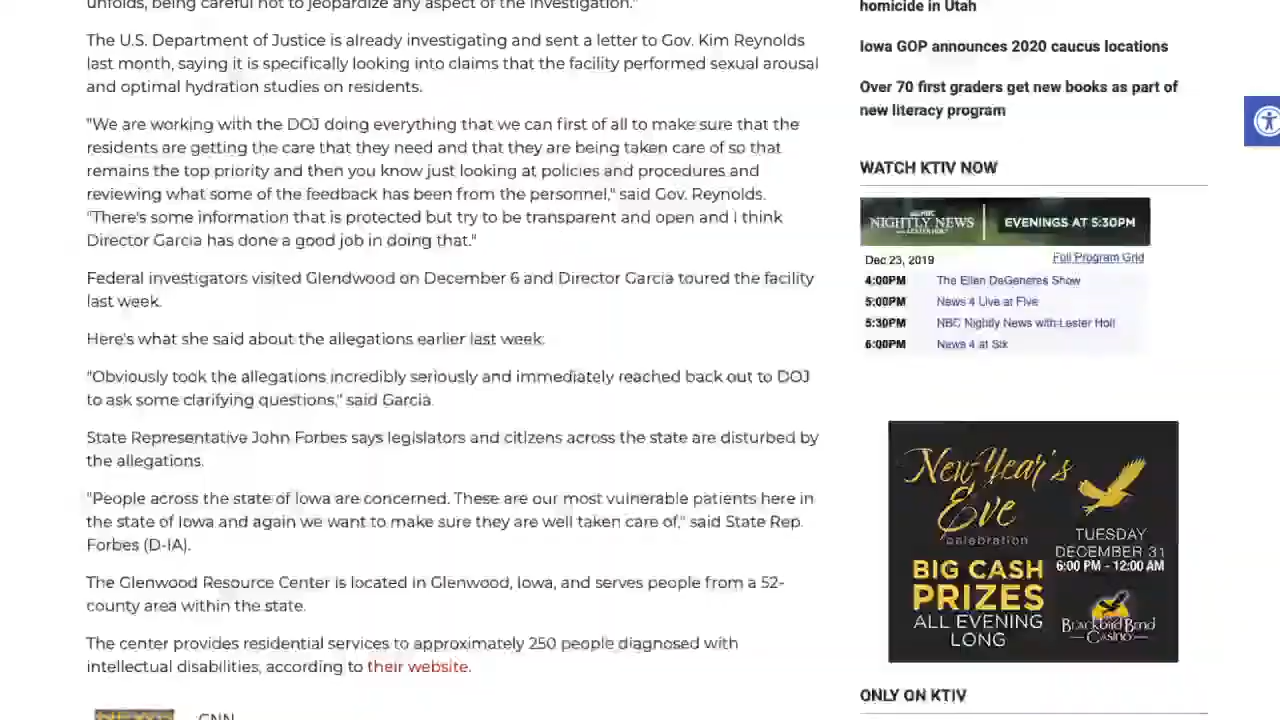 unfolds, being careful not to jeopardize any aspect of the investigation."
The U.S. Department of Justice is already investigating and sent a letter to Gov. Kim Reynolds
last month, saying it is specifically looking into claims that the facility performed sexual arousal
and optimal hydration studies on residents.
"We are working with the DOJ doing everything that we can first of all to make sure that the
residents are getting the care that they need and that they are being taken care of so that
remains the top priority and then you know just looking at policies and procedures and
reviewing what some of the feedback has been from the personnel," said Gov. Reynolds.
"There's some information that is protected but try to be transparent and open and I think
Director Garcia has done a good job in doing that."
Federal investigators visited Glendwood on December 6 and Director Garcia toured the facility
last week.
Here's what she said about the allegations earlier last week.
"Obviously took the allegations incredibly seriously and immediately reached back out to DOJ
to ask some clarifying questions," said Garcia.
State Representative John Forbes says legislators and citizens across the state are disturbed by
the allegations.
"People across the state of Iowa are concerned. These are our most vulnerable patients here in
the state of Iowa and again we want to make sure they are well taken care of," said State Rep.
Forbes (D-IA).
The Glenwood Resource Center is located in Glenwood, Iowa, and serves people from a 52-
county area within the state.
The center provides residential services to approximately 250 people diagnosed with
intellectual disabilities, according to their website.
NEWS
CNN
homicide in Utah
Iowa GOP announces 2020 caucus locations
Over 70 first graders get new books as part of
new literacy program
WATCH KTIV NOW
NIGHTLY NEWS
EVENINGS AT 5:30PM
Dec 23, 2019 Full Program Grid
4:00PM The Ellen DeGeneres Show
5:00PM News 4 Live at Five
5:30PM NBC Nightly News with Lester Holt
6:00PM News 4 at Six
New Year's
Eve
celebration
BIG CASH
PRIZES
ALL EVENING
LONG
TUESDAY
DECEMBER 31
6:00 PM - 12:00 AM
Blackbird Bend
Casino
ONLY ON KTIV